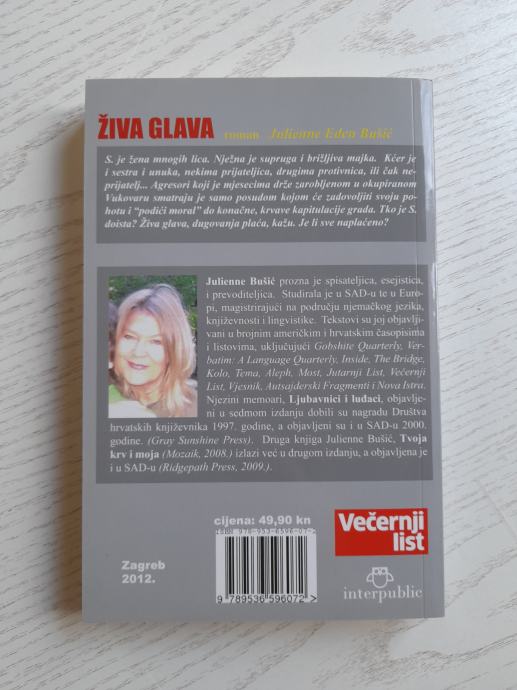 ŽIVA GLAVA roman Julienne Eden Bušić
S. je žena mnogih lica. Nježna je supruga i brižljiva majka. Kćer je
i sestra i unuka, nekima prijateljica, drugima protivnica, ili čak ne-
prijatelj... Agresori koji je mjesecima drže zarobljenom u okupiranom
Vukovaru smatraju je samo posudom kojom će zadovoljiti svoju po-
hotu i “podići moral” do konačne, krvave kapitulacije grada. Tko je S.
doista? Živa glava, dugovanja plaća, kažu. Je li sve naplaćeno?
Julienne Bušić prozna je spisateljica, esejistica,
i prevoditeljica. Studirala je u SAD-u te u Euro-
pi, magistrirajući na području njemačkog jezika,
književnosti i lingvistike. Tekstovi su joj objavlji-
vani u brojnim američkim i hrvatskim časopisima
i listovima, uključujući Gobshite Quarterly, Ver-
batim: A Language Quarterly, Inside, The Bridge,
Kolo, Tema, Aleph, Most, Jutarnji List, Večernji
List, Vjesnik, Autsajderski Fragmenti i Nova Istra.
Njezini memoari, Ljubavnici i luđaci, objavlje-
ni u sedmom izdanju dobili su nagradu Društva
hrvatskih književnika 1997. godine, a objavljeni su i u SAD-u 2000.
godine. (Gray Sunshine Press). Druga knjiga Julienne Bušić, Tvoja
krv i moja (Mozaik, 2008.) izlazi već u drugom izdanju, a objavljena je
i u SAD-u (Ridgepath Press, 2009.).
cijena: 49,90 kn
ISBN 978-953-6596-07-2
9 789536 596072 >
Zagreb
2012.
Večernji
list
interpublic